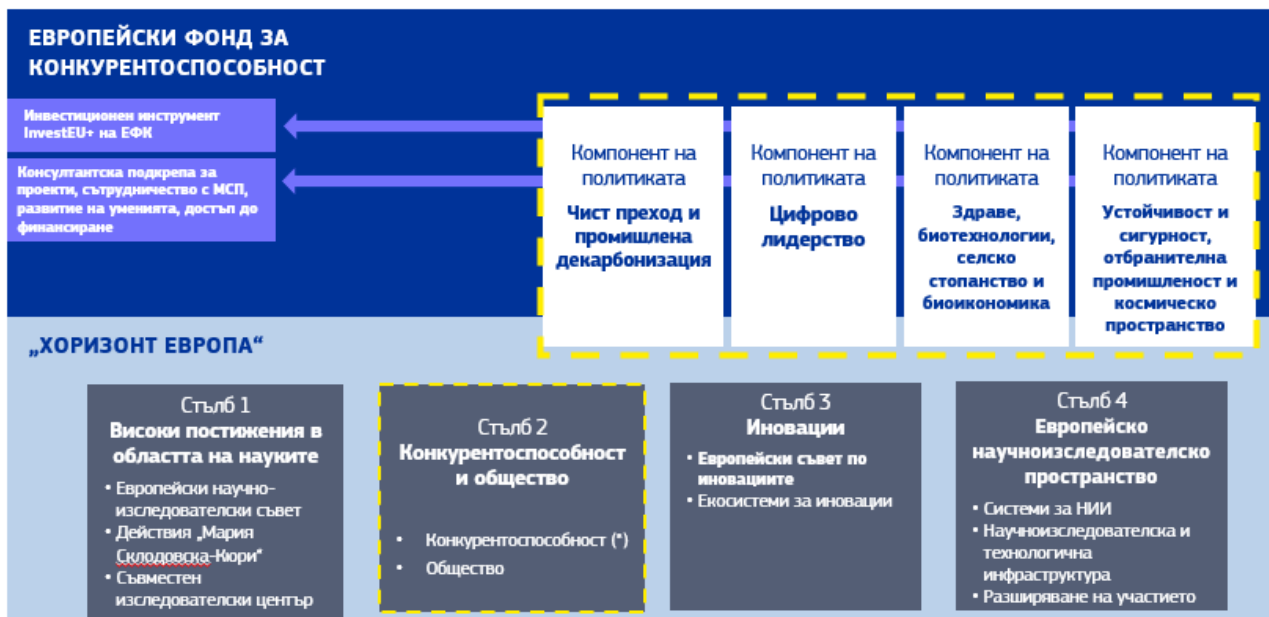 ЕВРОПЕЙСКИ ФОНД ЗА
КОНКУРЕНТОСПОСОБНОСТ
Инвестиционен инструмент
InvestEU+ на ЕФК
Консултантска подкрепа за
проекти, сътрудничество с МСП,
развитие на уменията, достъп до
финансиране
Компонент на
политиката
Чист преход и
промишлена
декарбонизация
Компонент на
политиката
Цифрово
лидерство
Компонент на
политиката
Здраве,
биотехнологии,
селско
стопанство и
биоикономика
Компонент на
политиката
Устойчивост и
сигурност,
отбранителна
промишленост и
космическо
пространство
„ХОРИЗОНТ ЕВРОПА“
Стълб 1
Високи постижения в
областта на науките
• Европейски научно-
изследователски съвет
• Действия „Мария
Склодовска-Кюри“
• Съвместен
изследователски център
Стълб 2
Конкурентоспособност
и общество
• Конкурентоспособност (*)
• Общество
Стълб 3
Иновации
• Европейски съвет по
иновациите
• Екосистеми за иновации
Стълб 4
Европейско
научноизследователско
пространство
• Системи за НИИ
• Научноизследователска и
технологична
инфраструктура
• Разширяване на участието